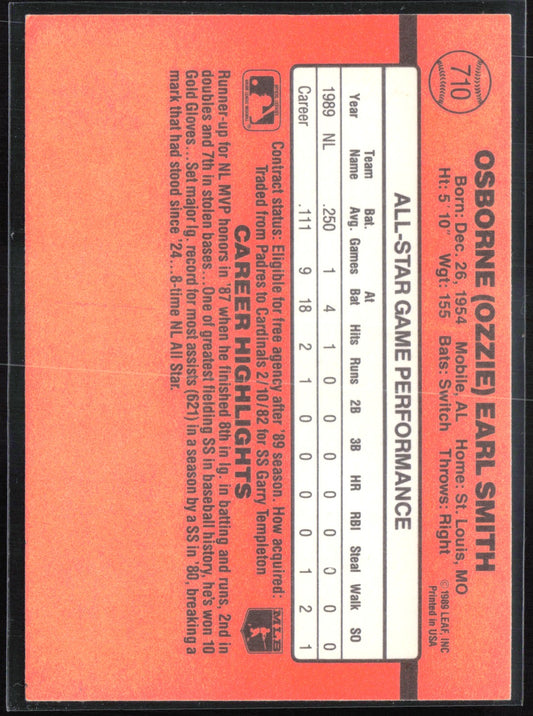 710
OSBORNE (OZZIE) EARL SMITH
Born: Dec. 26, 1954 Mobile, AL Home: St. Louis, MO
Ht: 5' 10" Wgt: 155 Bats: Switch Throws: Right
© 1989 LEAF, INC.
Printed in USA
ALL-STAR GAME PERFORMANCE
Team Bat. At
Year Name Avg. Games Bat Hits Runs 2B 3B HR RBI Steal Walk SO
1989 NL .250 1 4 1 0 0 0 0 0 0 0 0
Career .111 9 18 2 1 0 0 0 0 1 2 1
Contract status: Eligible for free agency after '89 season. How acquired:
Traded from Padres to Cardinals 2/10/82 for SS Garry Templeton
MLB
CAREER HIGHLIGHTS
Runner-up for NL MVP honors in '87 when he finished 8th in lg. in batting and runs, 2nd in
doubles and 7th in stolen bases...One of greatest fielding SS in baseball history, he's won 10
Gold Gloves...Set major lg. record for most assists (621) in a season by a SS in '80, breaking a
mark that had stood since '24...8-time NL All Star.